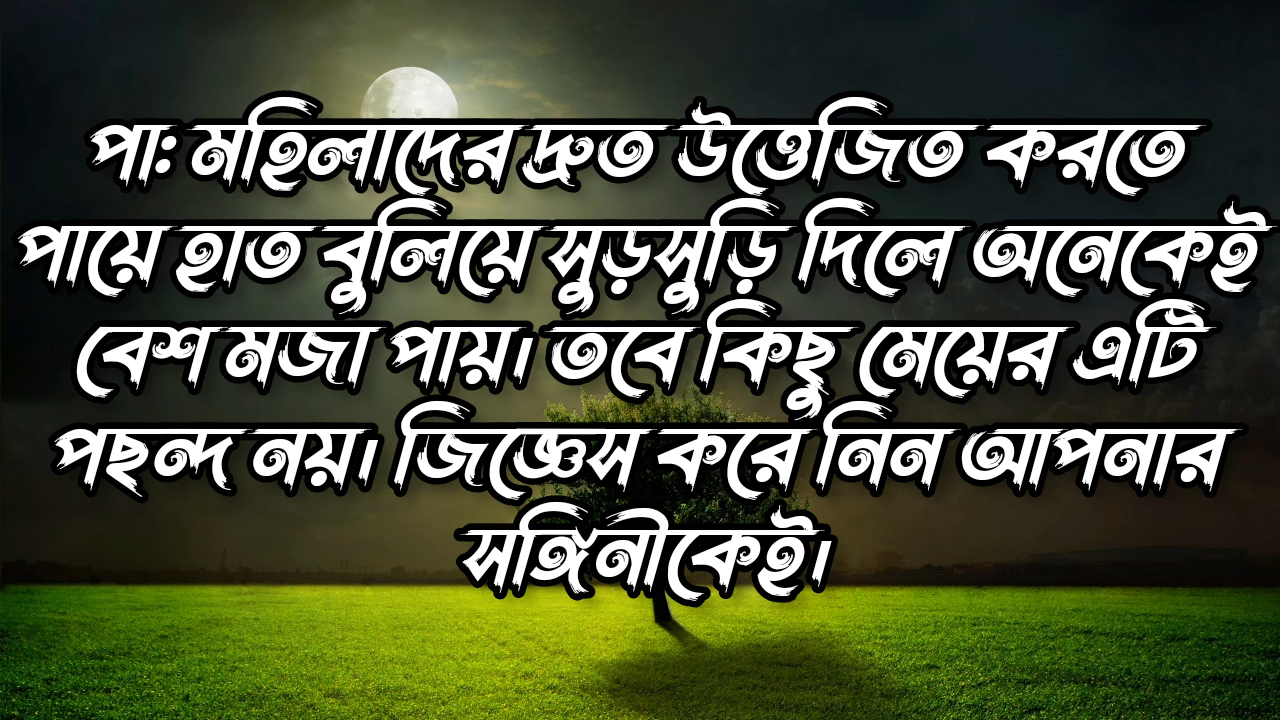 পা: মহিলাদের দ্রুত উত্তেজিত করতে
পায়ে হাত বুলিয়ে সুড়সুড়ি দিলে অনেকেই
বেশ মজা পায়। তবে কিছু মেয়ের এটি
পছন্দ নয়। জিজ্ঞেস করে নিন আপনার
সঙ্গিনীকেই।